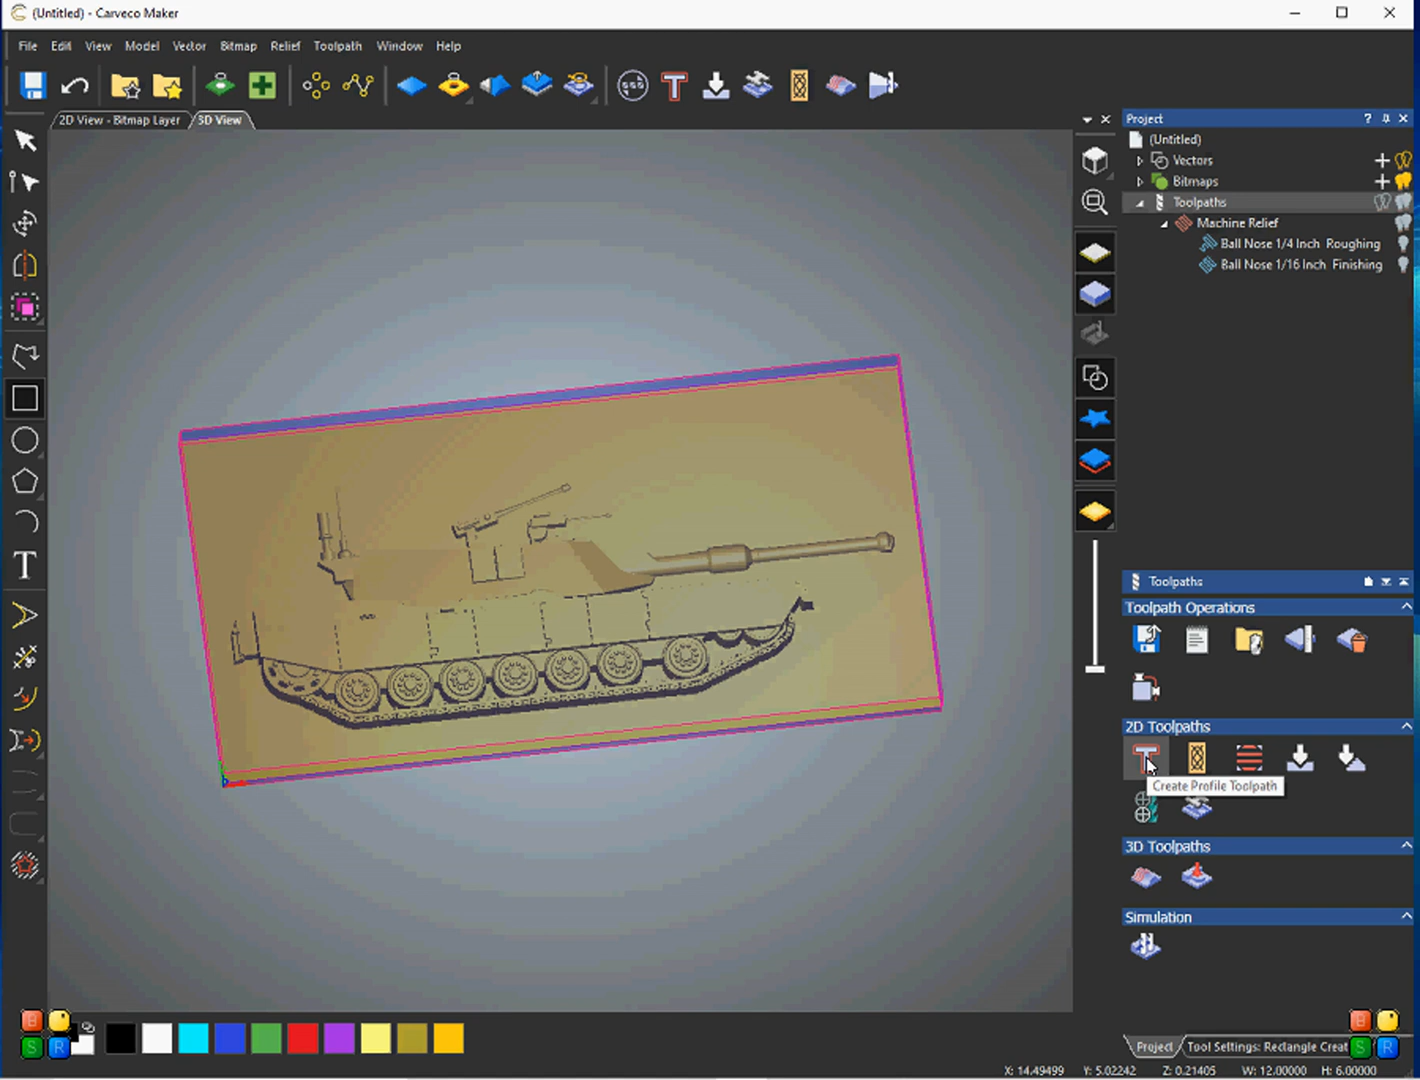 (Untitled) - Carveco Maker
File Edit View Model Vector Bitmap Relief Toolpath Window Help
2D View - Bitmap Layer 3D View
Project
(Untitled)
Vectors
Bitmaps
Toolpaths
Machine Relief
Ball Nose 1/4 Inch Roughing
Ball Nose 1/16 Inch Finishing
Toolpaths
Toolpath Operations
2D Toolpaths
Create Profile Toolpath
3D Toolpaths
Simulation
Project Tool Settings: Rectangle Creat
B
S R
B
S R
X: 14.49499 Y: 5.02242 Z: 0.21405 W: 12.00000 H: 6.00000